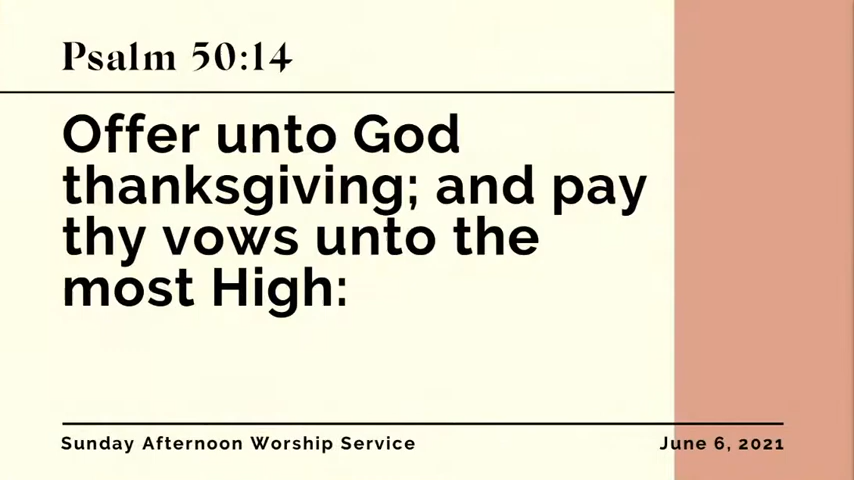 Psalm 50:14
Offer unto God
thanksgiving; and pay
thy vows unto the
most High:
Sunday Afternoon Worship Service
June 6, 2021